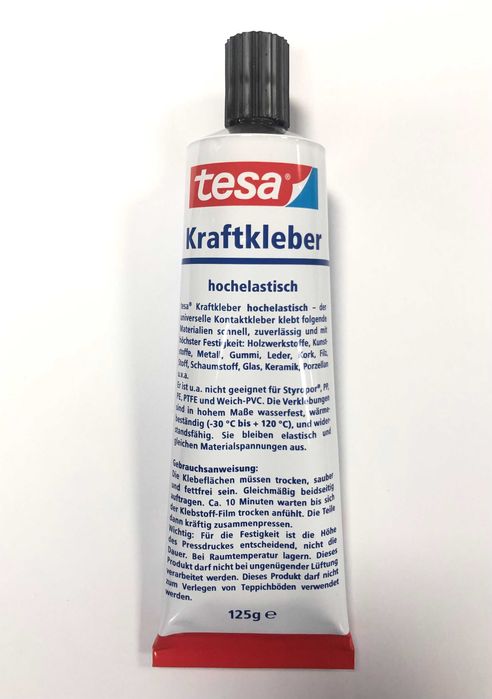 tesa®
Kraftkleber
hochelastisch
tesa® Kraftkleber hochelastisch – der
universelle Kontaktkleber klebt folgende
Materialien schnell, zuverlässig und mit
höchster Festigkeit: Holzwerkstoffe, Kunst-
stoffe, Metall, Gummi, Leder, Kork, Filz,
Stoff, Schaumstoff, Glas, Keramik, Porzellan
u.a.
Er ist u.a. nicht geeignet für Styropor®, PP,
PE, PTFE und Weich-PVC. Die Verklebungen
sind in hohem Maße wasserfest, wärme-
beständig (-30 °C bis + 120 °C), und wider-
standsfähig. Sie bleiben elastisch und
gleichen Materialspannungen aus.
Gebrauchsanweisung:
Die Klebeflächen müssen trocken, sauber
und fettfrei sein. Gleichmäßig beidseitig
auftragen. Ca. 10 Minuten warten bis sich
der Klebstoff-Film trocken anfühlt. Die Teile
dann kräftig zusammenpressen.
Wichtig: Für die Festigkeit ist die Höhe
des Pressdruckes entscheidend, nicht die
Dauer. Bei Raumtemperatur lagern. Dieses
Produkt darf nicht bei ungenügender Lüftung
verarbeitet werden. Dieses Produkt darf nicht
zum Verlegen von Teppichböden verwendet
werden.
125g ℮